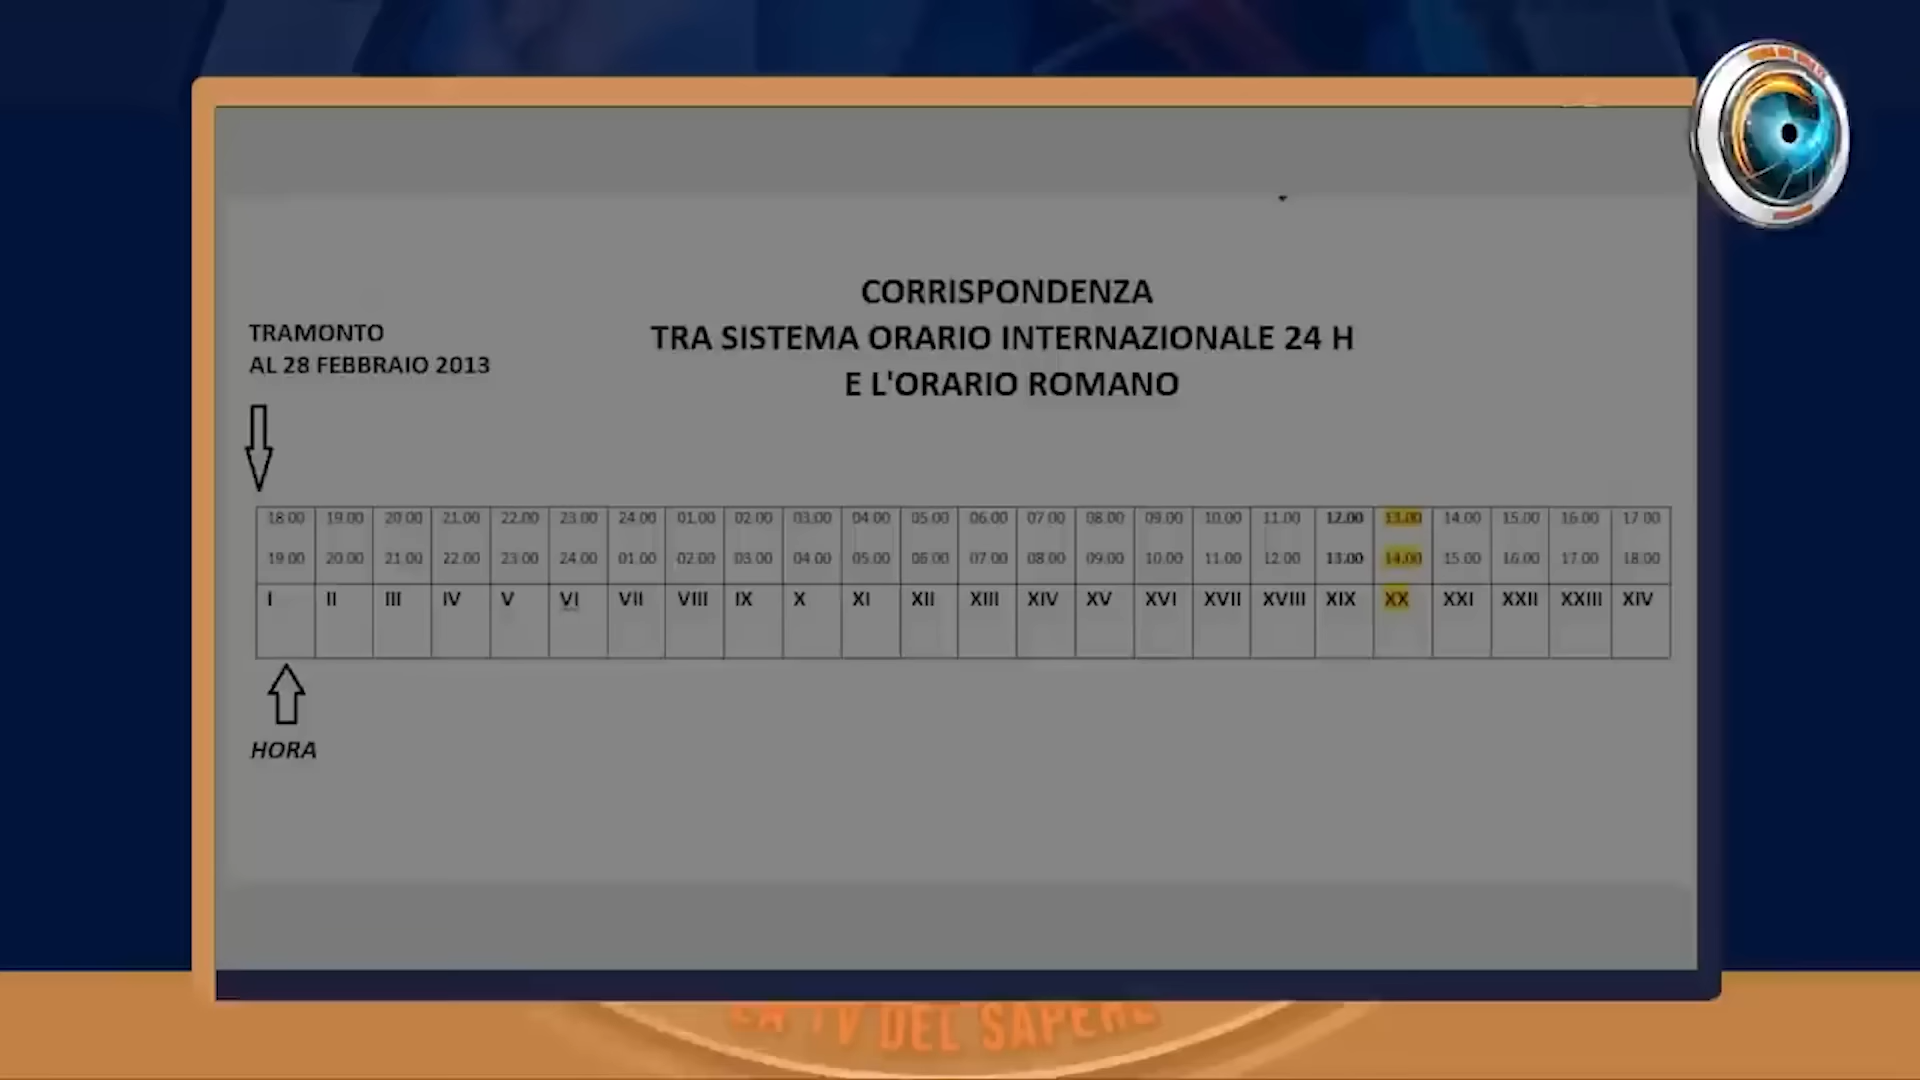 CORRISPONDENZA
TRA SISTEMA ORARIO INTERNAZIONALE 24 H
E L'ORARIO ROMANO
TRAMONTO
AL 28 FEBBRAIO 2013
18.00 19.00 20.00 21.00 22.00 23.00 24.00 01.00 02.00 03.00 04.00 05.00 06.00 07.00 08.00 09.00 10.00 11.00 12.00 13.00 14.00 15.00 16.00 17.00
19.00 20.00 21.00 22.00 23.00 24.00 01.00 02.00 03.00 04.00 05.00 06.00 07.00 08.00 09.00 10.00 11.00 12.00 13.00 14.00 15.00 16.00 17.00 18.00
I II III IV V VI VII VIII IX X XI XII XIII XIV XV XVI XVII XVIII XIX XX XXI XXII XXIII XIV
HORA
LA TV DEL SAPERE